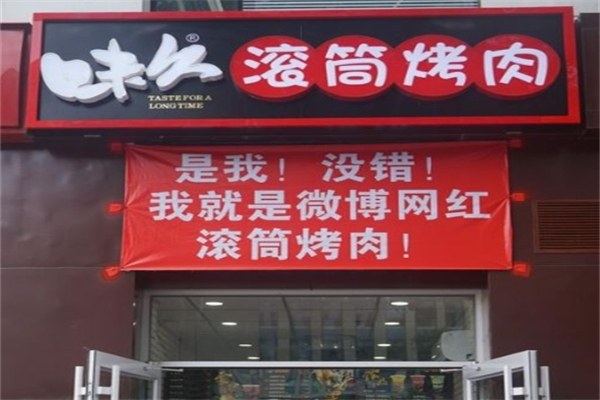 味久® 滚筒烤肉
TASTE FOR A
LONG TIME
是我！没错！
我就是微博网红
滚筒烤肉！